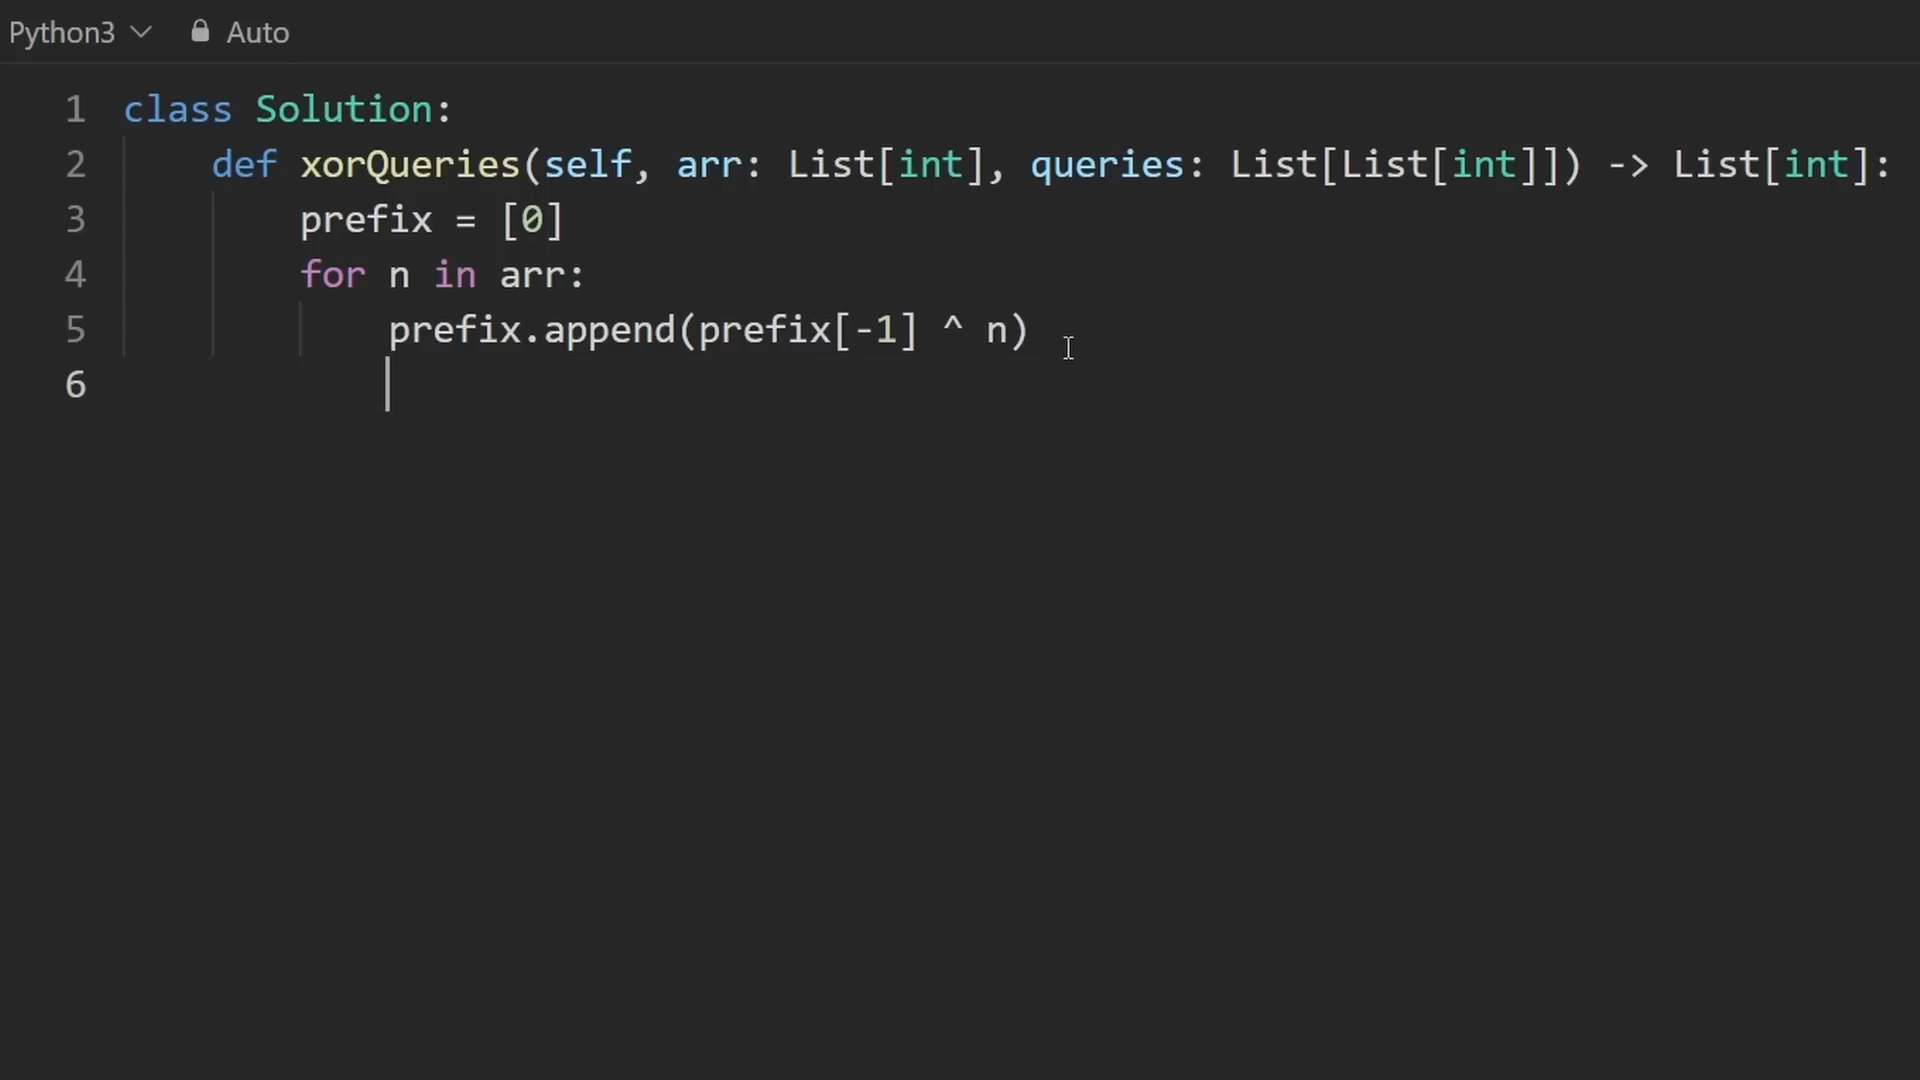 Python3 Auto
1 class Solution:
2 def xorQueries(self, arr: List[int], queries: List[List[int]]) -> List[int]:
3 prefix = [0]
4 for n in arr:
5 prefix.append(prefix[-1] ^ n)
6